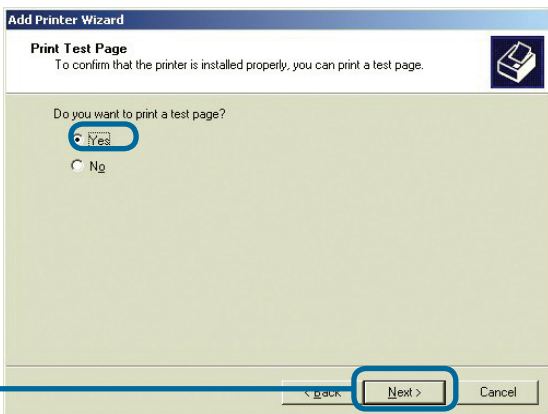 Add Printer Wizard
Print Test Page
To confirm that the printer is installed properly, you can print a test page.
Do you want to print a test page?
Yes
No
< Back Next > Cancel